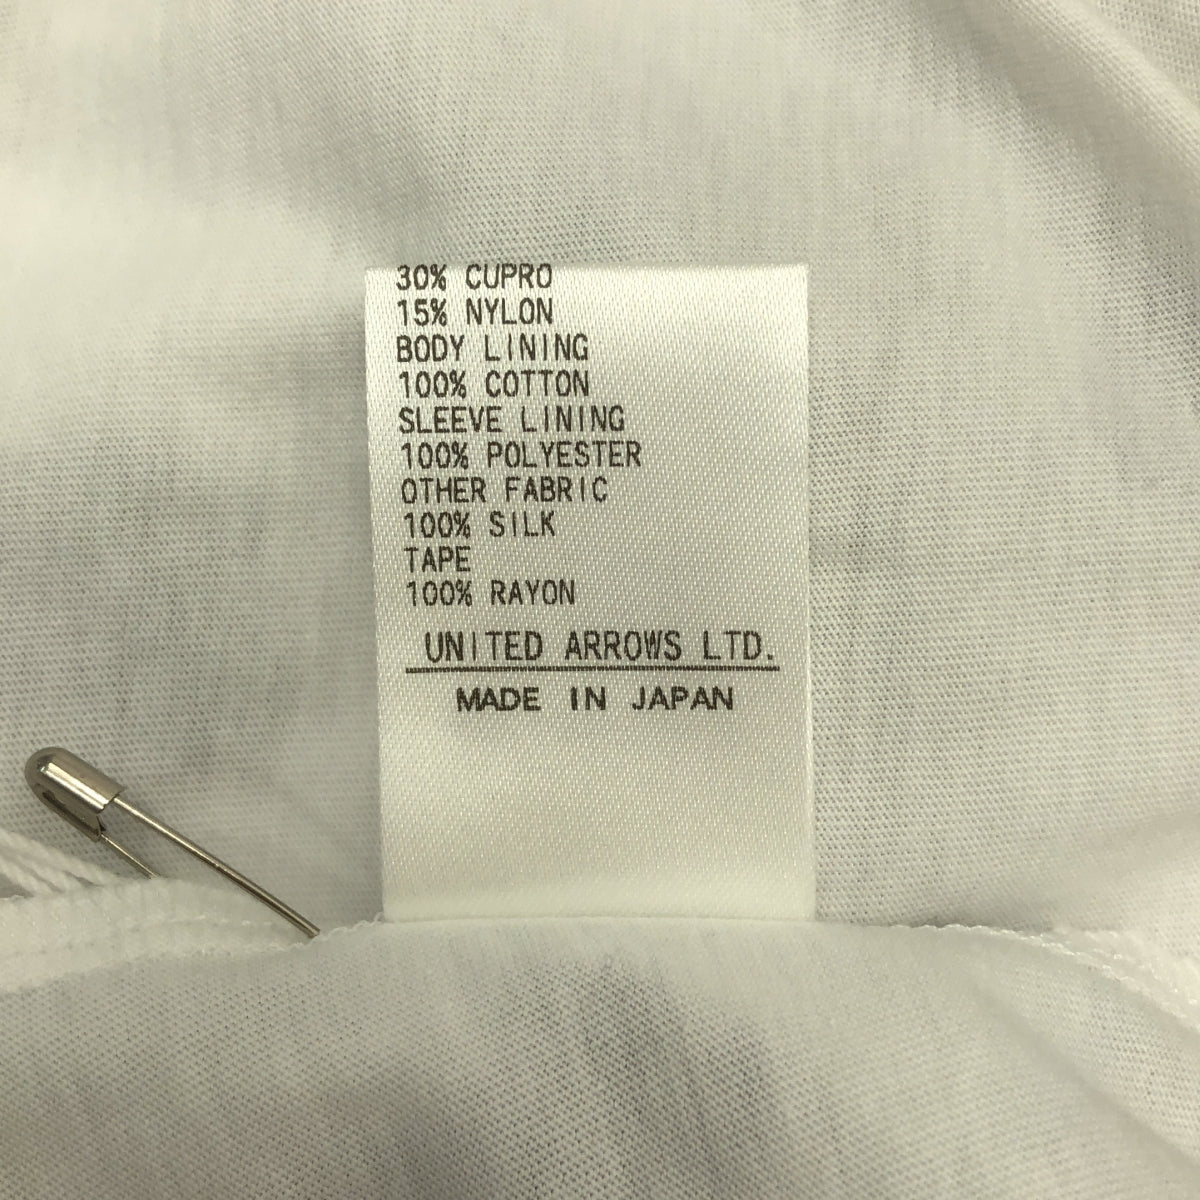 30% CUPRO
15% NYLON
BODY LINING
100% COTTON
SLEEVE LINING
100% POLYESTER
OTHER FABRIC
100% SILK
TAPE
100% RAYON
UNITED ARROWS LTD.
MADE IN JAPAN